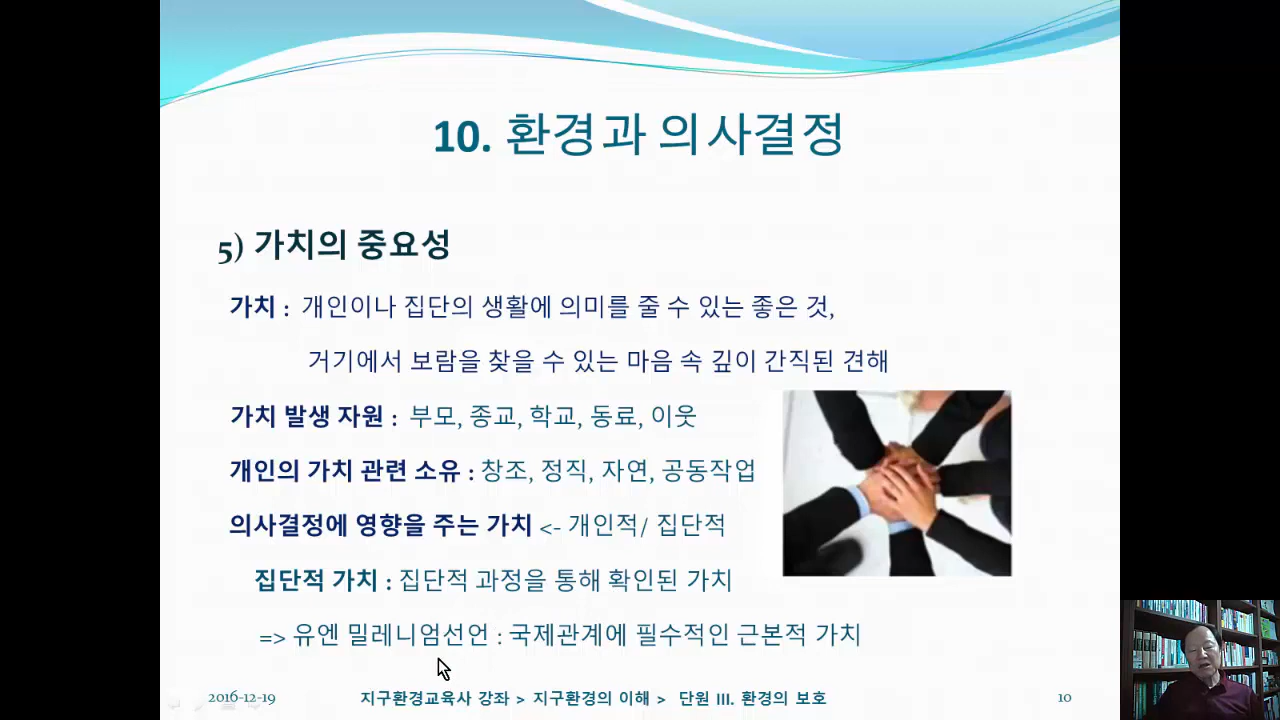 10. 환경과 의사결정
5) 가치의 중요성
가치 : 개인이나 집단의 생활에 의미를 줄 수 있는 좋은 것,
거기에서 보람을 찾을 수 있는 마음 속 깊이 간직된 견해
가치 발생 자원 : 부모, 종교, 학교, 동료, 이웃
개인의 가치 관련 소유 : 창조, 정직, 자연, 공동작업
의사결정에 영향을 주는 가치 <- 개인적/ 집단적
집단적 가치 : 집단적 과정을 통해 확인된 가치
=> 유엔 밀레니엄선언 : 국제관계에 필수적인 근본적 가치
2016-12-19 지구환경교육사 강좌 > 지구환경의 이해 > 단원 III. 환경의 보호 10